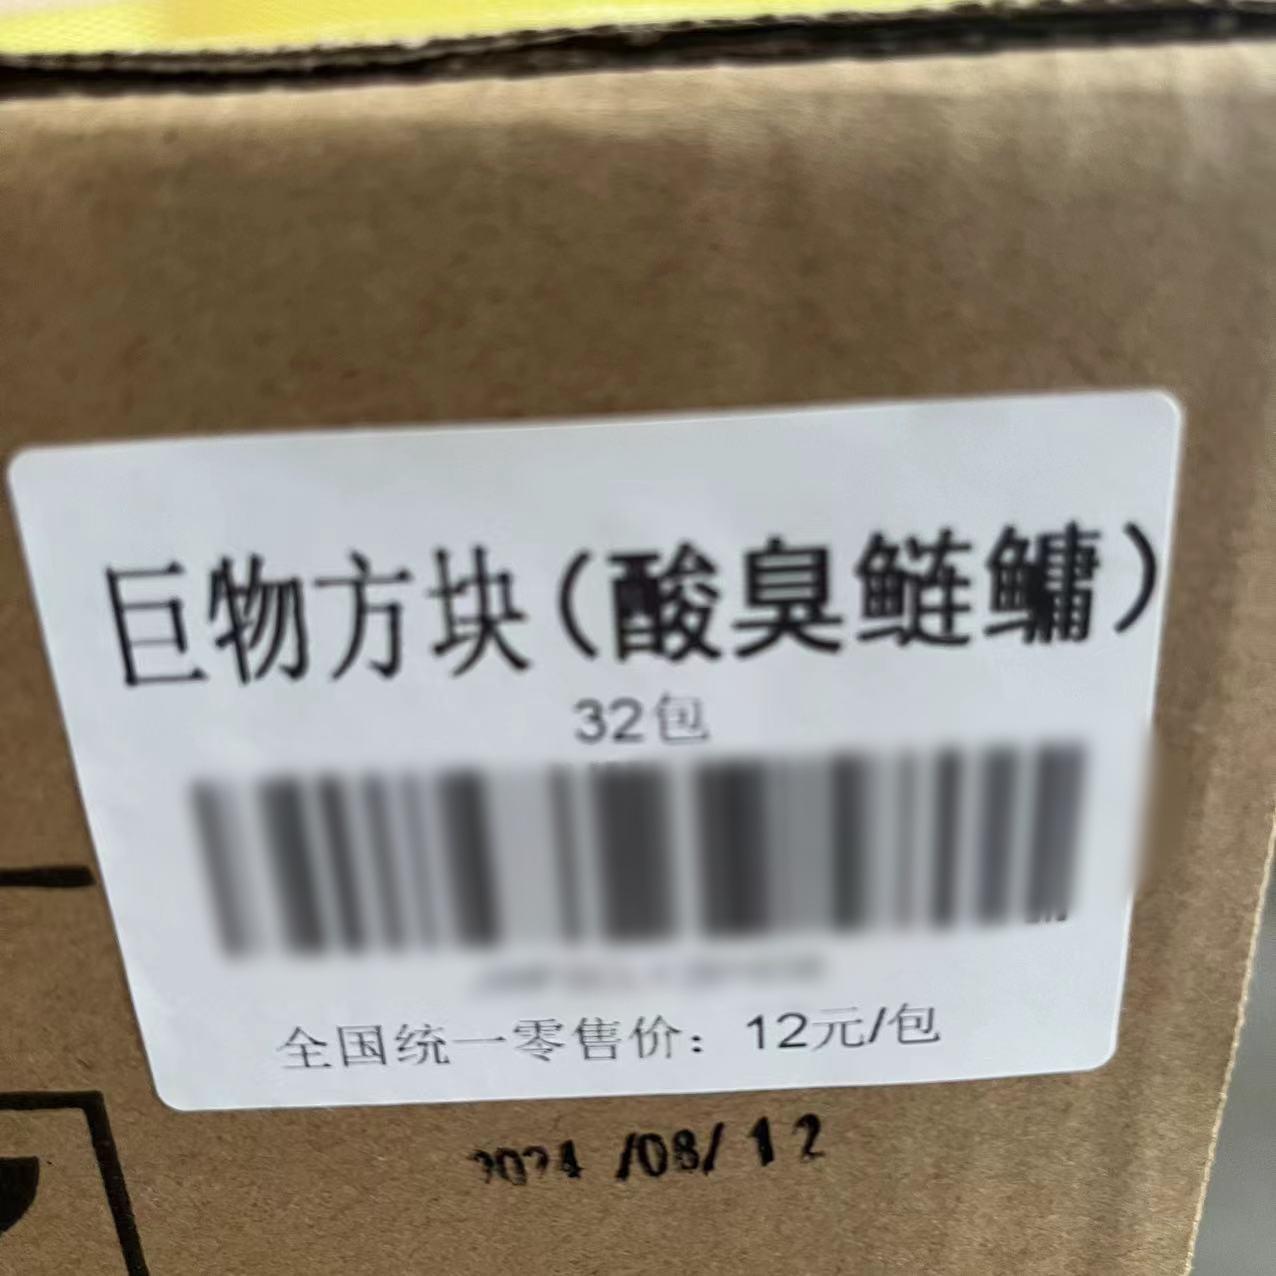 巨物方块(酸臭鲢鳙)
32包
全国统一零售价：12元/包
2024/08/12